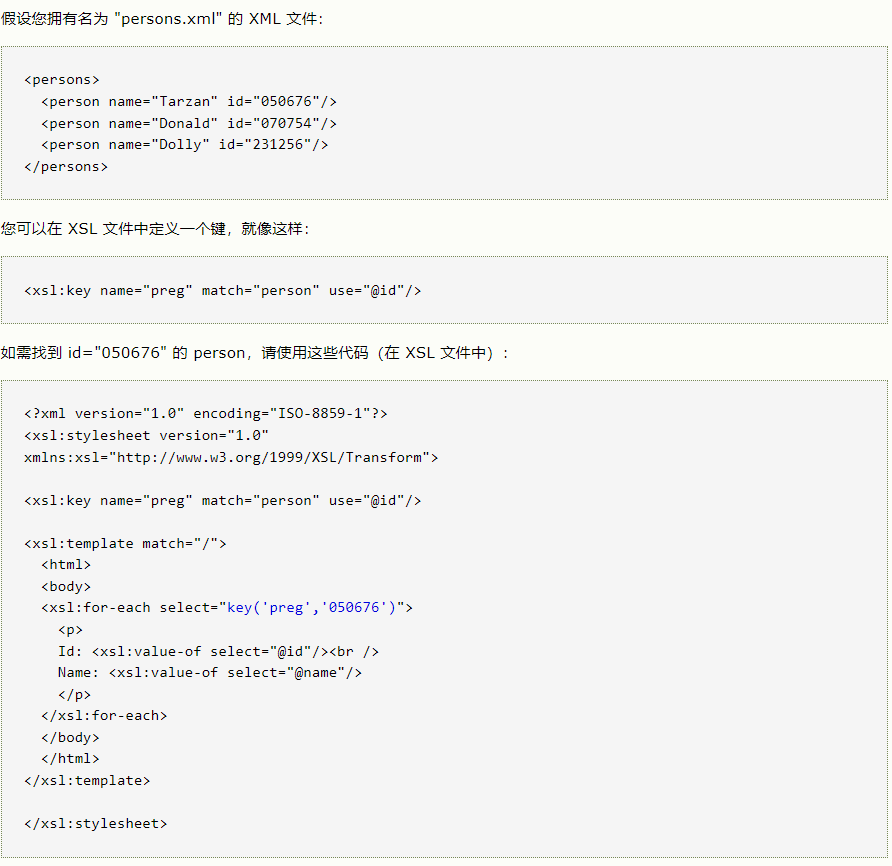 假设您拥有名为 "persons.xml" 的 XML 文件：
<persons>
  <person name="Tarzan" id="050676"/>
  <person name="Donald" id="070754"/>
  <person name="Dolly" id="231256"/>
</persons>
您可以在 XSL 文件中定义一个键，就像这样：
<xsl:key name="preg" match="person" use="@id"/>
如需找到 id="050676" 的 person，请使用这些代码（在 XSL 文件中）：
<?xml version="1.0" encoding="ISO-8859-1"?>
<xsl:stylesheet version="1.0"
xmlns:xsl="http://www.w3.org/1999/XSL/Transform">
<xsl:key name="preg" match="person" use="@id"/>
<xsl:template match="/">
  <html>
  <body>
  <xsl:for-each select="key('preg','050676')">
    <p>
    Id: <xsl:value-of select="@id"/><br />
    Name: <xsl:value-of select="@name"/>
    </p>
  </xsl:for-each>
  </body>
  </html>
</xsl:template>
</xsl:stylesheet>